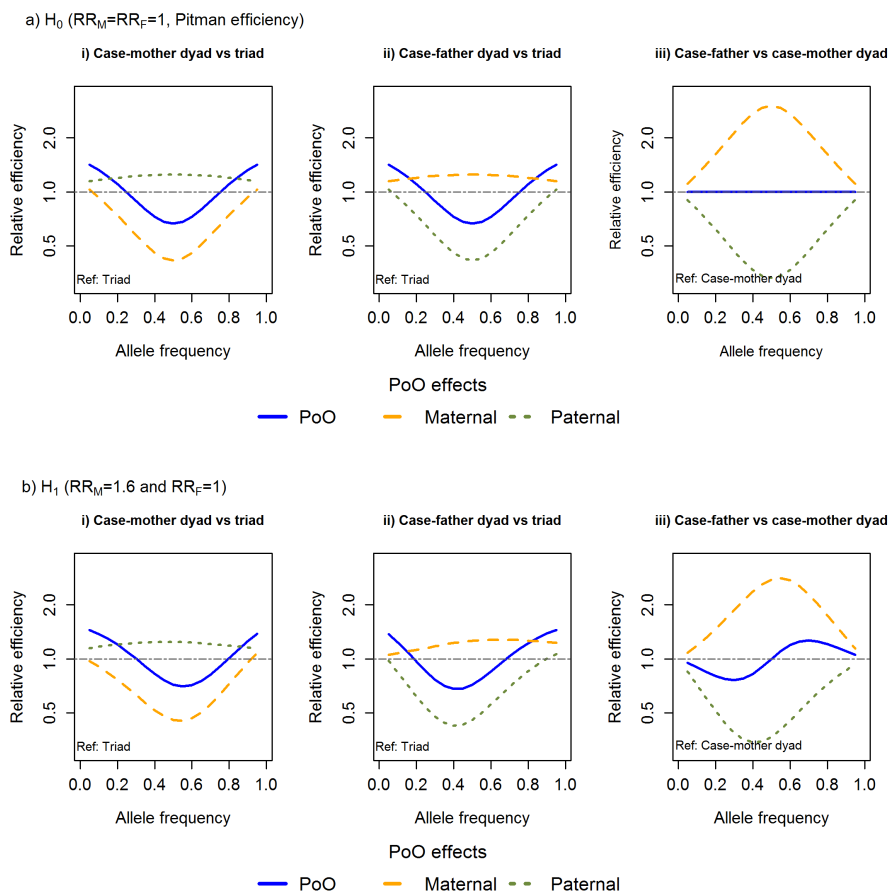 a) H₀ (RR_M=RR_F=1, Pitman efficiency)
i) Case-mother dyad vs triad
ii) Case-father dyad vs triad
iii) Case-father vs case-mother dyad
Relative efficiency
2.0
1.0
0.5
Ref: Triad
0.0 0.2 0.4 0.6 0.8 1.0
Allele frequency
Relative efficiency
2.0
1.0
0.5
Ref: Triad
0.0 0.2 0.4 0.6 0.8 1.0
Allele frequency
Relative efficiency
2.0
1.0
0.5
Ref: Case-mother dyad
0.0 0.2 0.4 0.6 0.8 1.0
Allele frequency
PoO effects
PoO Maternal Paternal
b) H₁ (RR_M=1.6 and RR_F=1)
i) Case-mother dyad vs triad
ii) Case-father dyad vs triad
iii) Case-father vs case-mother dyad
Relative efficiency
2.0
1.0
0.5
Ref: Triad
0.0 0.2 0.4 0.6 0.8 1.0
Allele frequency
Relative efficiency
2.0
1.0
0.5
Ref: Triad
0.0 0.2 0.4 0.6 0.8 1.0
Allele frequency
Relative efficiency
2.0
1.0
0.5
Ref: Case-mother dyad
0.0 0.2 0.4 0.6 0.8 1.0
Allele frequency
PoO effects
PoO Maternal Paternal